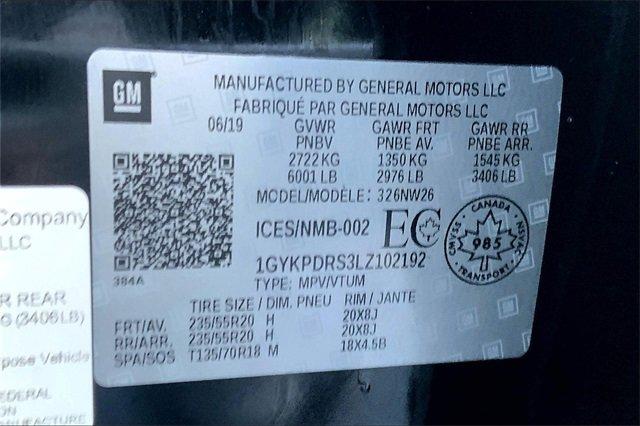 GM
MANUFACTURED BY GENERAL MOTORS LLC
FABRIQUÉ PAR GENERAL MOTORS LLC
06/19 GVWR GAWR FRT GAWR RR
PNBV PNBE AV. PNBE ARR.
2722 KG 1350 KG 1545 KG
6001 LB 2976 LB 3406 LB
MODEL/MODÈLE: 326NW26
ICES/NMB-002 EC
CANADA
CMVSS 985 NSVAC
TRANSPORT
1GYKPDRS3LZ102192
384A
TYPE: MPV/VTUM
TIRE SIZE / DIM. PNEU RIM / JANTE
FRT/AV. 235/55R20 H 20X8J
RR/ARR. 235/55R20 H 20X8J
SPA/SOS T135/70R18 M 18X4.5B
Company
LLC
R REAR
G (3406LB)
pose Vehicle
EDERAL
ON
MANUFACTURE